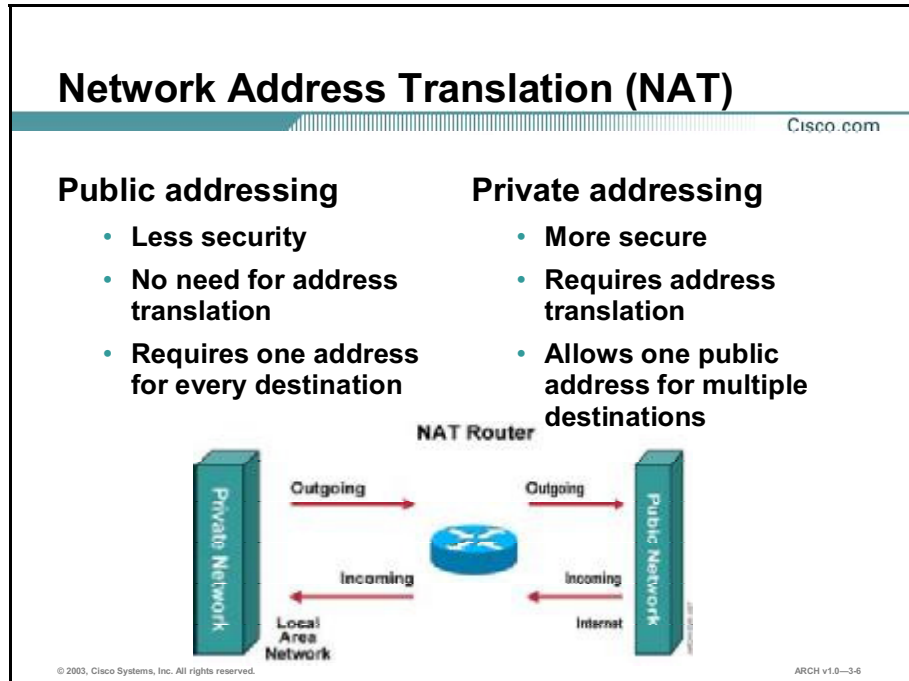 Network Address Translation (NAT)
Cisco.com
Public addressing
• Less security
• No need for address
translation
• Requires one address
for every destination
Private addressing
• More secure
• Requires address
translation
• Allows one public
address for multiple
destinations
NAT Router
Private Network
Outgoing
Incoming
Local
Area
Network
Outgoing
Incoming
Internet
Pubic Network
© 2003, Cisco Systems, Inc. All rights reserved.
ARCH v1.0—3-6